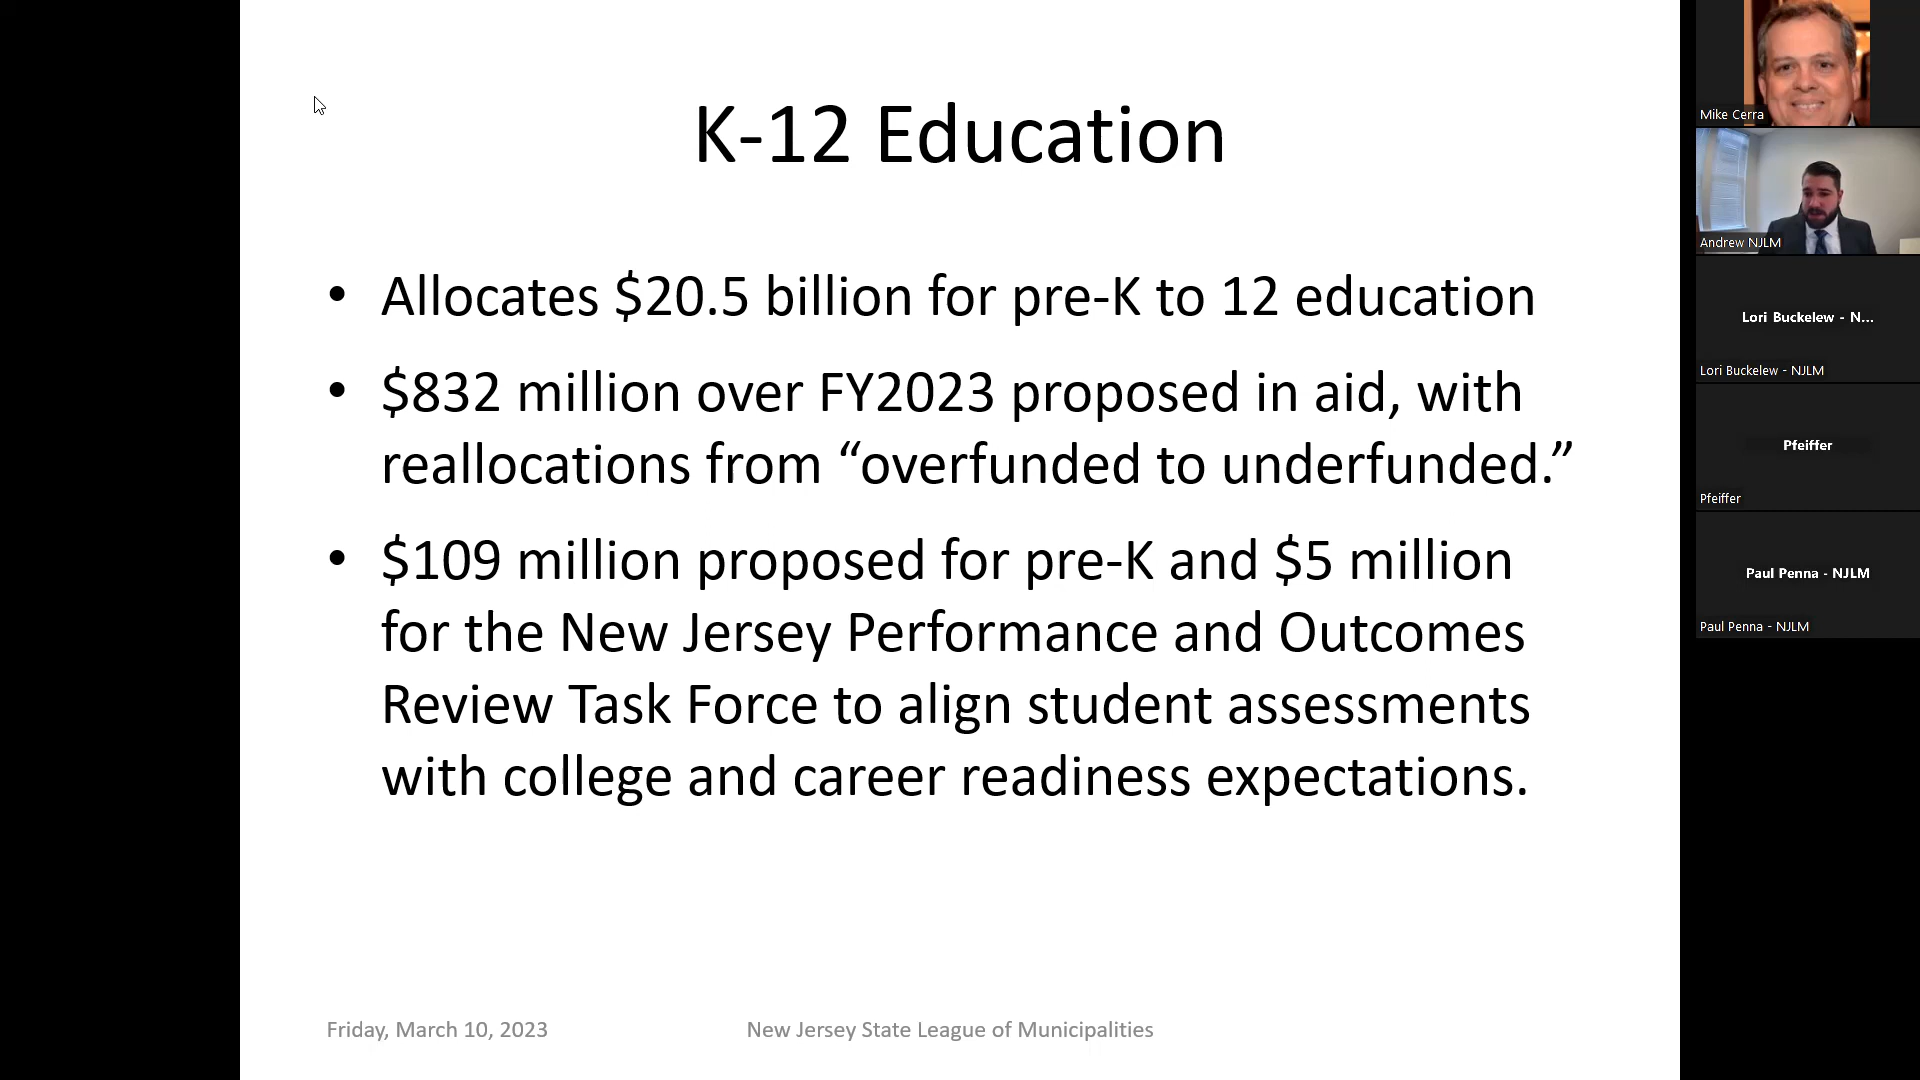 K-12 Education
• Allocates $20.5 billion for pre-K to 12 education
• $832 million over FY2023 proposed in aid, with
reallocations from “overfunded to underfunded.”
• $109 million proposed for pre-K and $5 million
for the New Jersey Performance and Outcomes
Review Task Force to align student assessments
with college and career readiness expectations.
Friday, March 10, 2023
New Jersey State League of Municipalities
Mike Cerra
Andrew NJLM
Lori Buckelew - N...
Lori Buckelew - NJLM
Pfeiffer
Pfeiffer
Paul Penna - NJLM
Paul Penna - NJLM